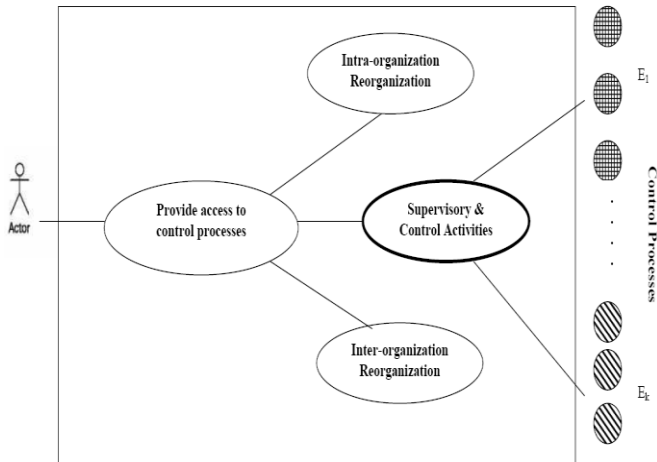 Intra-organization
Reorganization
E1
Actor
Provide access to
control processes
Supervisory &
Control Activities
Control Processes
Inter-organization
Reorganization
Ek